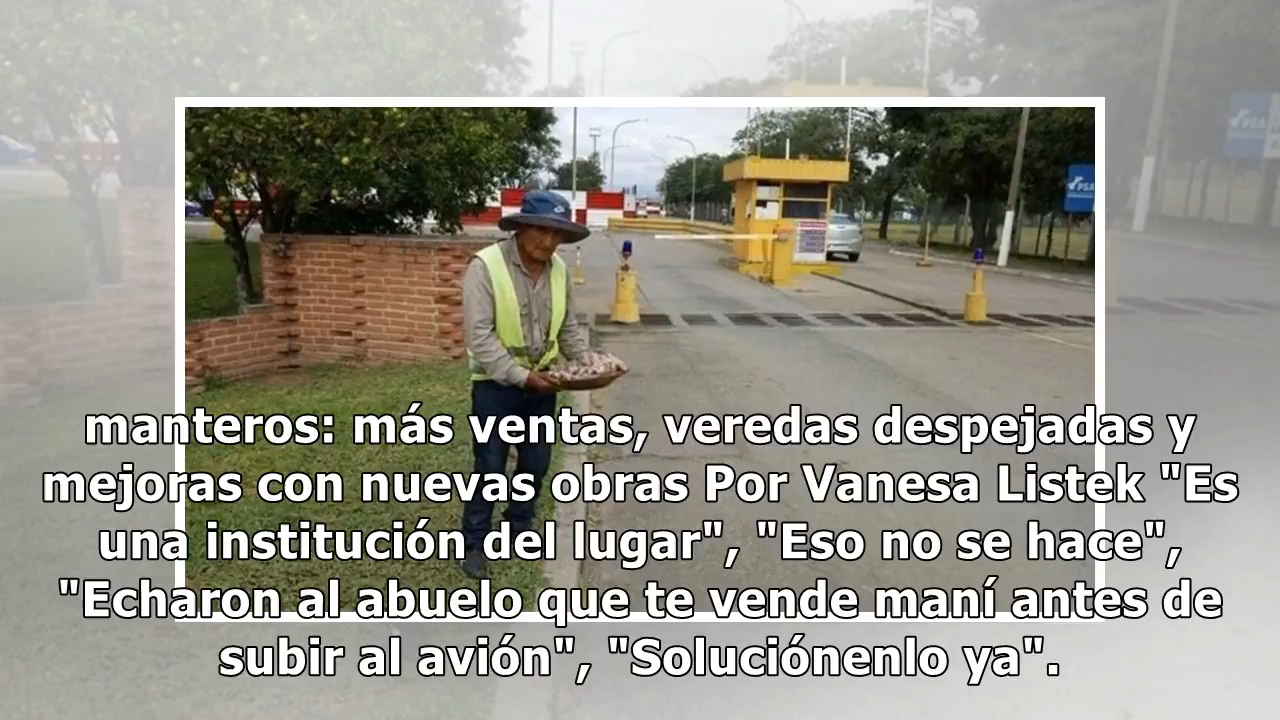 PSA
manteros: más ventas, veredas despejadas y
mejoras con nuevas obras Por Vanesa Listek "Es
una institución del lugar", "Eso no se hace",
"Echaron al abuelo que te vende maní antes de
subir al avión", "Soluciónenlo ya".